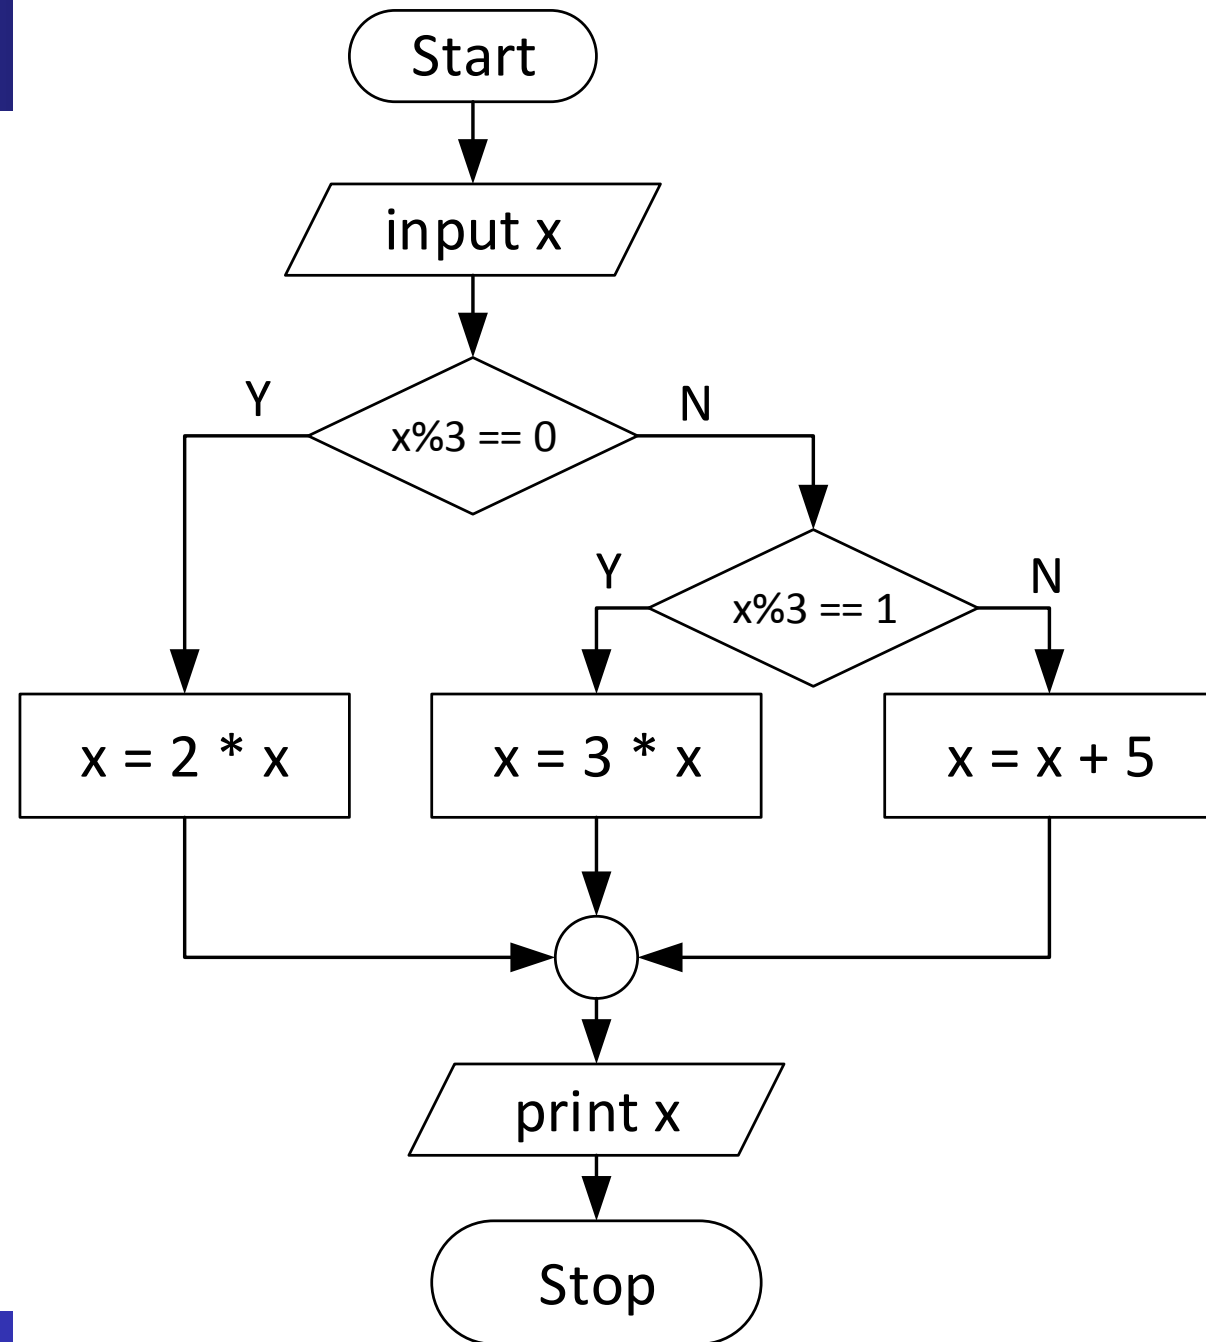 Start
input x
Y
N
x%3 == 0
Y
N
x%3 == 1
x = 2 * x
x = 3 * x
x = x + 5
print x
Stop